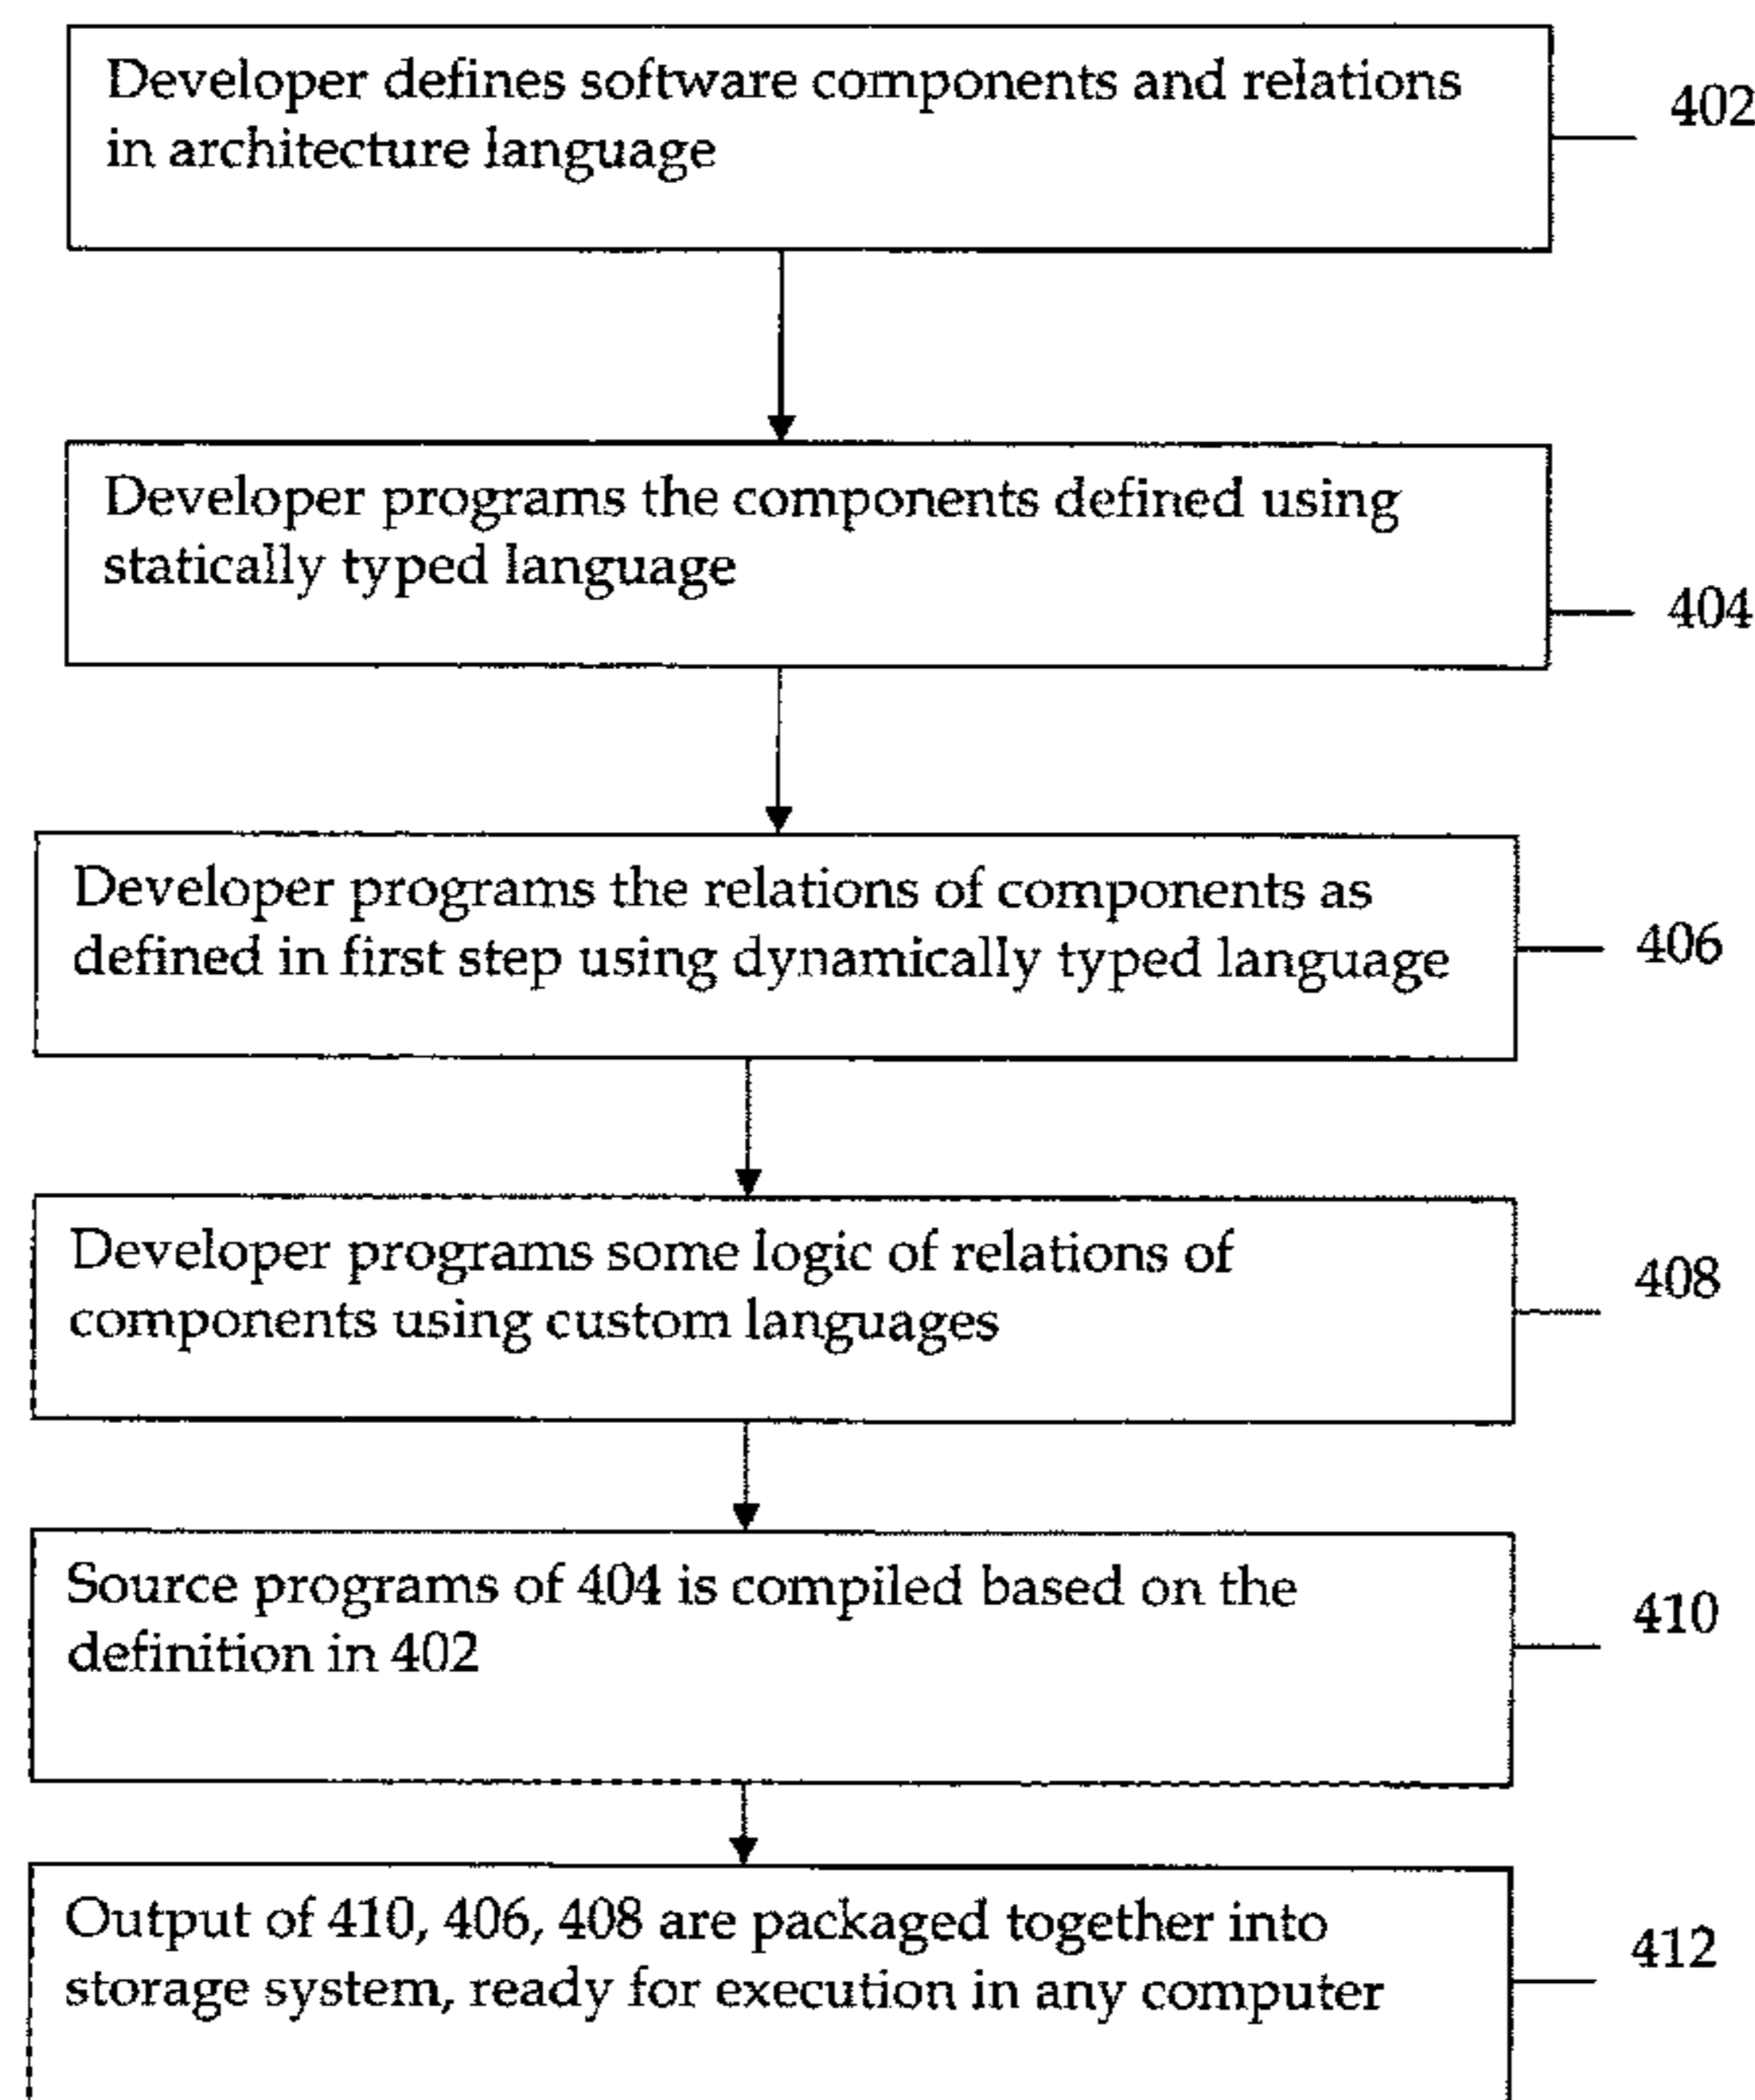 Developer defines software components and relations
in architecture language
402
Developer programs the components defined using
statically typed language
404
Developer programs the relations of components as
defined in first step using dynamically typed language
406
Developer programs some logic of relations of
components using custom languages
408
Source programs of 404 is compiled based on the
definition in 402
410
Output of 410, 406, 408 are packaged together into
storage system, ready for execution in any computer
412